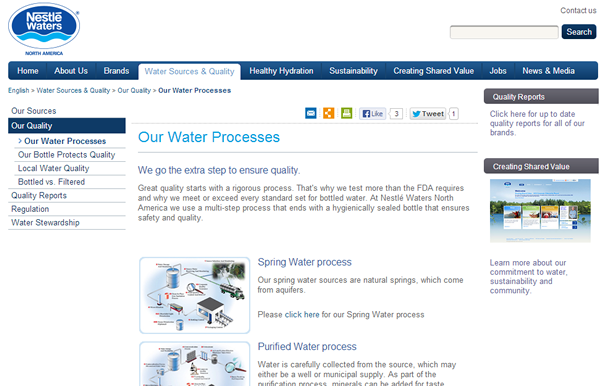 Contact us
Nestlé
Waters
NORTH AMERICA
Search
Home About Us Brands Water Sources & Quality Healthy Hydration Sustainability Creating Shared Value Jobs News & Media
English > Water Sources & Quality > Our Quality > Our Water Processes
Our Sources
Our Quality
> Our Water Processes
Our Bottle Protects Quality
Local Water Quality
Bottled vs. Filtered
Quality Reports
Regulation
Water Stewardship
Like 3 Tweet 1
Our Water Processes
We go the extra step to ensure quality.
Great quality starts with a rigorous process. That's why we test more than the FDA requires
and why we meet or exceed every standard set for bottled water. At Nestlé Waters North
America we use a multi-step process that ends with a hygienically sealed bottle that ensures
safety and quality.
Spring Water process
Our spring water sources are natural springs, which come
from aquifers.
Please click here for our Spring Water process
Purified Water process
Water is carefully collected from the source, which may
either be a well or municipal supply. As part of the
purification process, minerals can be added for taste.
Quality Reports
Click here for up to date
quality reports for all of our
brands.
Creating Shared Value
Learn more about our
commitment to water,
sustainability and
community.